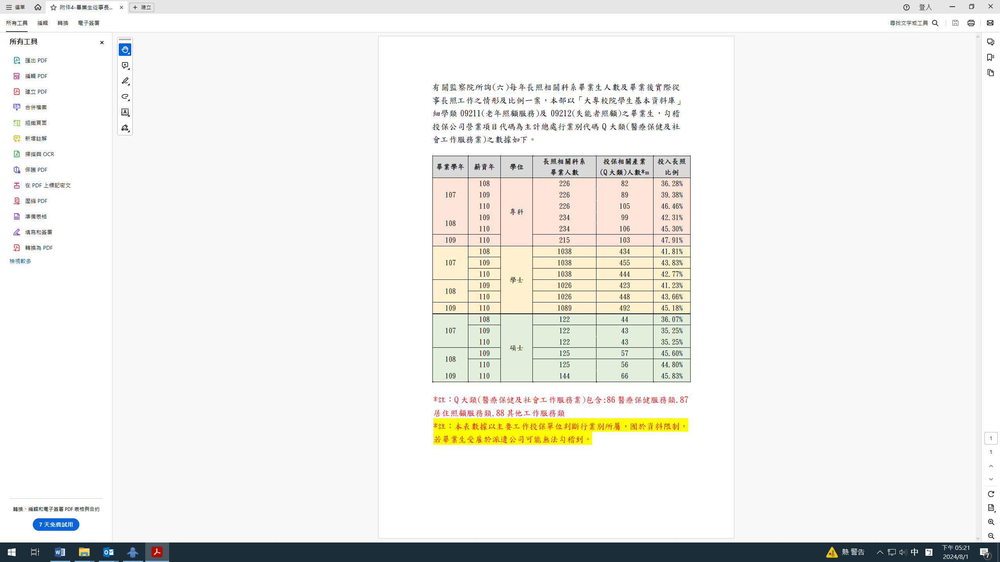 選單
附件4-畢業生從事長...
建立
登入
所有工具 編輯 轉換 電子簽署
尋找文字或工具
所有工具
匯出 PDF
編輯 PDF
建立 PDF
合併檔案
組織頁面
新增註解
掃描與 OCR
保護 PDF
在 PDF 上標記密文
壓縮 PDF
準備表格
填寫和簽署
轉換為 PDF
檢視較多
轉換、編輯和電子簽署 PDF 表格與合約
7 天免費試用
有關監察院所詢(六)每年長照相關科系畢業生人數及畢業後實際從
事長照工作之情形及比例一案，本部以「大專校院學生基本資料庫」
細學類 09211(老年照顧服務)及 09212(失能者照顧)之畢業生，勾稽
投保公司營業項目代碼為主計總處行業別代碼 Q 大類(醫療保健及社
會工作服務業)之數據如下。
畢業學年 薪資年 學位 長照相關科系 投保相關產業 投入長照
畢業人數 (Q 大類)人數*註 比例
108 226 82 36.28%
107 109 226 89 39.38%
110 226 105 46.46%
專科
109 234 99 42.31%
108
110 234 106 45.30%
109 110 215 103 47.91%
108 1038 434 41.81%
107 109 1038 455 43.83%
110 1038 444 42.77%
學士
109 1026 423 41.23%
108
110 1026 448 43.66%
109 110 1089 492 45.18%
108 122 44 36.07%
107 109 122 43 35.25%
110 122 43 35.25%
碩士
109 125 57 45.60%
108
110 125 56 44.80%
109 110 144 66 45.83%
*註：Q 大類(醫療保健及社會工作服務業)包含:86 醫療保健服務類.87
居住照顧服務類.88 其他工作服務類
*註：本表數據以主要工作投保單位判斷行業別所屬，囿於資料限制，
若畢業生受雇於派遣公司可能無法勾稽到。
1
1
熱 警告
中
ㄅ
下午 05:21
2024/8/1
7